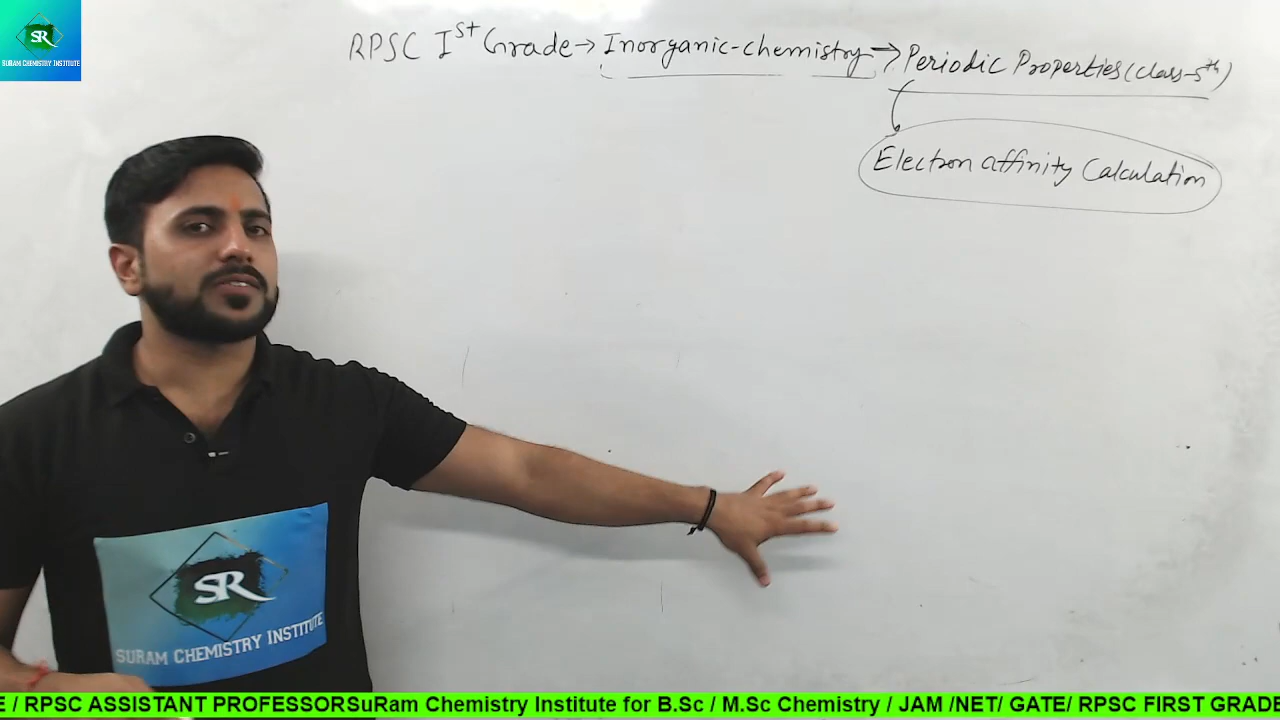 SR
SURAM CHEMISTRY INSTITUTE
RPSC Ist Grade→ Inorganic-chemistry → Periodic Properties (class-5th)
Electron affinity Calculation
SR
SURAM CHEMISTRY INSTITUTE
E / RPSC ASSISTANT PROFESSORSuRam Chemistry Institute for B.Sc / M.Sc Chemistry / JAM /NET/ GATE/ RPSC FIRST GRADE